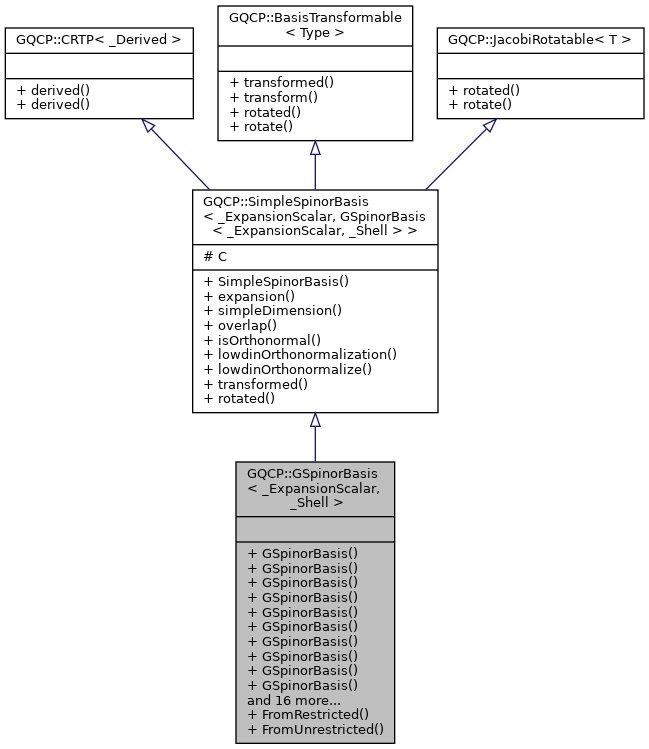 GQCP::CRTP< _Derived >
+ derived()
+ derived()
GQCP::BasisTransformable
< Type >
+ transformed()
+ transform()
+ rotated()
+ rotate()
GQCP::JacobiRotatable< T >
+ rotated()
+ rotate()
GQCP::SimpleSpinorBasis
< _ExpansionScalar, GSpinorBasis
< _ExpansionScalar, _Shell > >
# C
+ SimpleSpinorBasis()
+ expansion()
+ simpleDimension()
+ overlap()
+ isOrthonormal()
+ lowdinOrthonormalization()
+ lowdinOrthonormalize()
+ transformed()
+ rotated()
GQCP::GSpinorBasis
< _ExpansionScalar,
_Shell >
+ GSpinorBasis()
+ GSpinorBasis()
+ GSpinorBasis()
+ GSpinorBasis()
+ GSpinorBasis()
+ GSpinorBasis()
+ GSpinorBasis()
+ GSpinorBasis()
+ GSpinorBasis()
+ GSpinorBasis()
and 16 more...
+ FromRestricted()
+ FromUnrestricted()